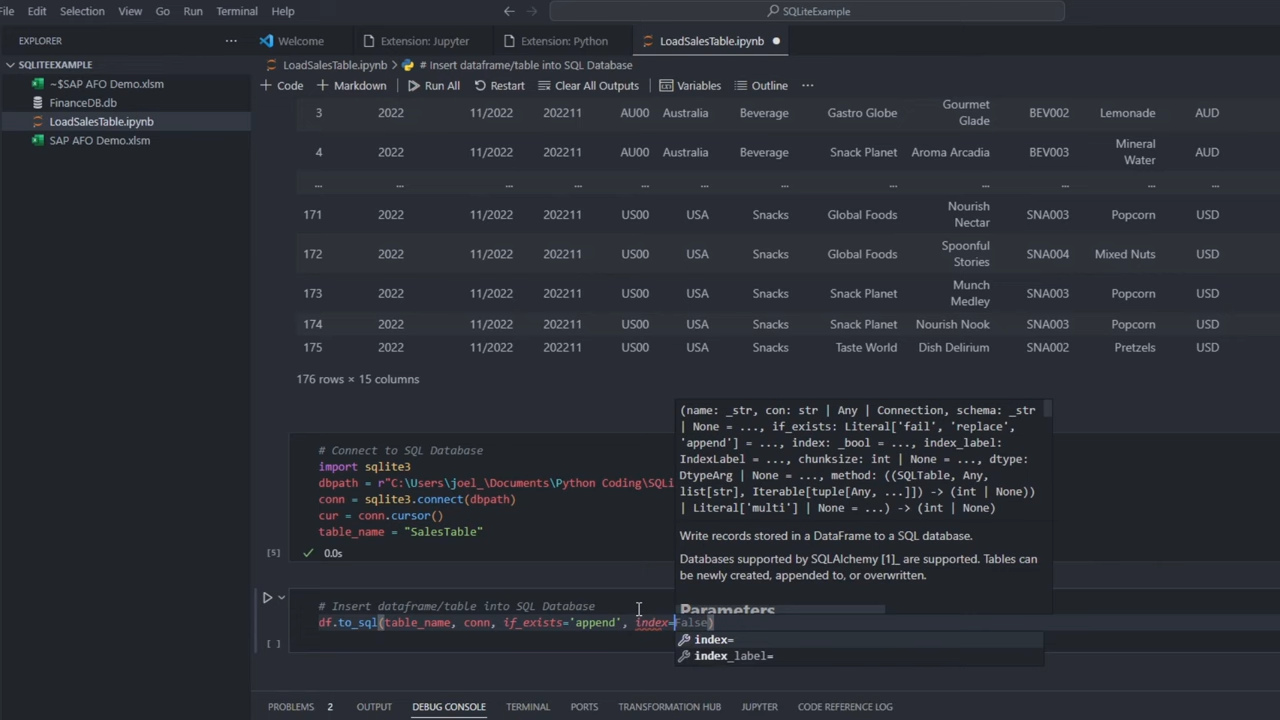 File Edit Selection View Go Run Terminal Help SQLiteExample
EXPLORER ... Welcome Extension: Jupyter Extension: Python LoadSalesTable.ipynb
SQLITEEXAMPLE LoadSalesTable.ipynb > # Insert dataframe/table into SQL Database
~$SAP AFO Demo.xlsm + Code + Markdown Run All Restart Clear All Outputs Variables Outline ...
FinanceDB.db
LoadSalesTable.ipynb
SAP AFO Demo.xlsm
3 2022 11/2022 202211 AU00 Australia Beverage Gastro Globe Gourmet Glade BEV002 Lemonade AUD
4 2022 11/2022 202211 AU00 Australia Beverage Snack Planet Aroma Arcadia BEV003 Mineral Water AUD
... ... ... ... ... ... ... ... ... ... ... ...
171 2022 11/2022 202211 US00 USA Snacks Global Foods Nourish Nectar SNA003 Popcorn USD
172 2022 11/2022 202211 US00 USA Snacks Global Foods Spoonful Stories SNA004 Mixed Nuts USD
173 2022 11/2022 202211 US00 USA Snacks Snack Planet Munch Medley SNA003 Popcorn USD
174 2022 11/2022 202211 US00 USA Snacks Snack Planet Nourish Nook SNA003 Popcorn USD
175 2022 11/2022 202211 US00 USA Snacks Taste World Dish Delirium SNA002 Pretzels USD
176 rows × 15 columns
# Connect to SQL Database
import sqlite3
dbpath = r"C:\Users\joel_\Documents\Python Coding\SQLi
conn = sqlite3.connect(dbpath)
cur = conn.cursor()
table_name = "SalesTable"
[5] ✓ 0.0s
(name: _str, con: str | Any | Connection, schema: _str
| None = ..., if_exists: Literal['fail', 'replace',
'append'] = ..., index: _bool = ..., index_label:
IndexLabel = ..., chunksize: int | None = ..., dtype:
DtypeArg | None = ..., method: ((SQLTable, Any,
list[str], Iterable[tuple[Any, ...]]) -> (int | None))
| Literal['multi'] | None = ...) -> (int | None)
Write records stored in a DataFrame to a SQL database.
Databases supported by SQLAlchemy [1]_ are supported. Tables can
be newly created, appended to, or overwritten.
Parameters
# Insert dataframe/table into SQL Database
df.to_sql(table_name, conn, if_exists='append', index=False)
[ ]
index=
index_label=
PROBLEMS 2 OUTPUT DEBUG CONSOLE TERMINAL PORTS TRANSFORMATION HUB JUPYTER CODE REFERENCE LOG